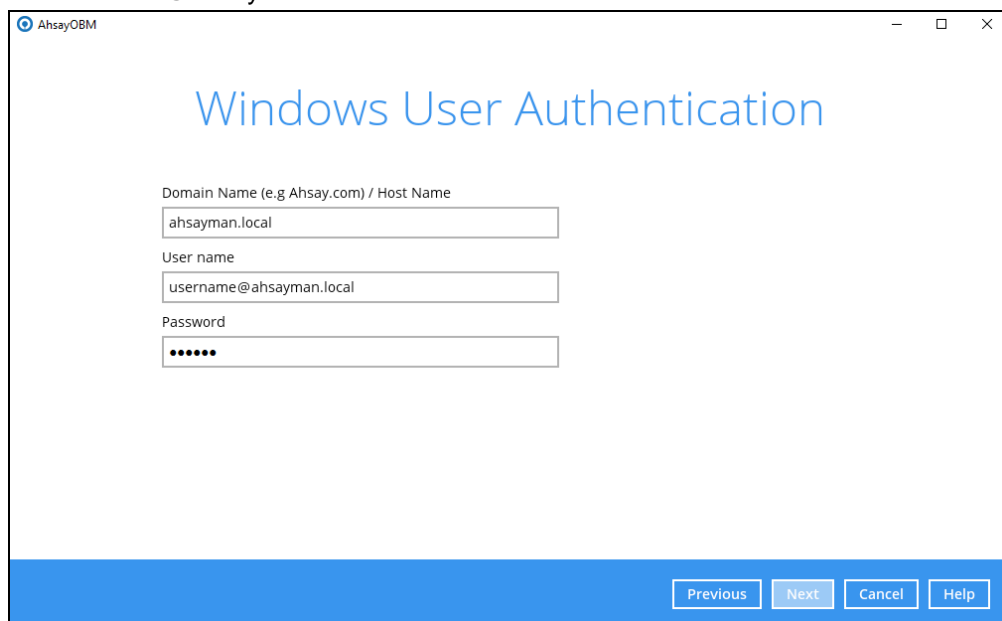 AhsayOBM
Windows User Authentication
Domain Name (e.g Ahsay.com) / Host Name
ahsayman.local
User name
username@ahsayman.local
Password
••••••
Previous Next Cancel Help